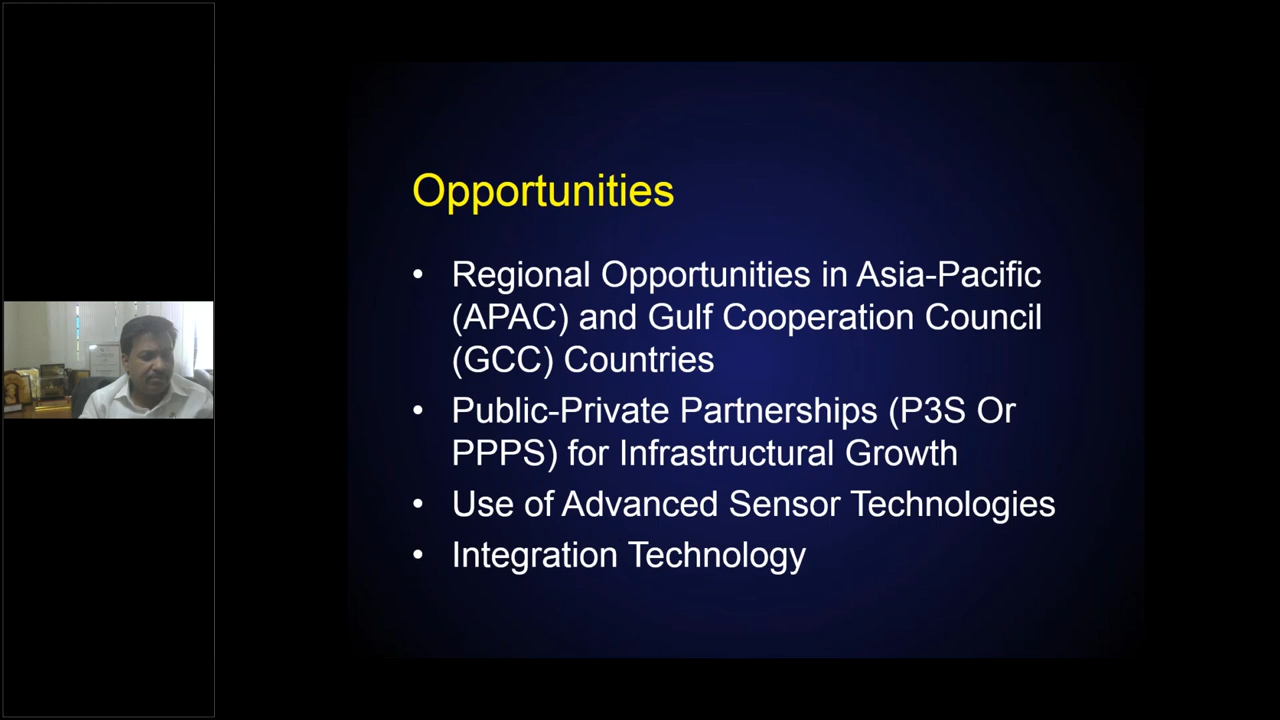 Opportunities
• Regional Opportunities in Asia-Pacific
(APAC) and Gulf Cooperation Council
(GCC) Countries
• Public-Private Partnerships (P3S Or
PPPS) for Infrastructural Growth
• Use of Advanced Sensor Technologies
• Integration Technology